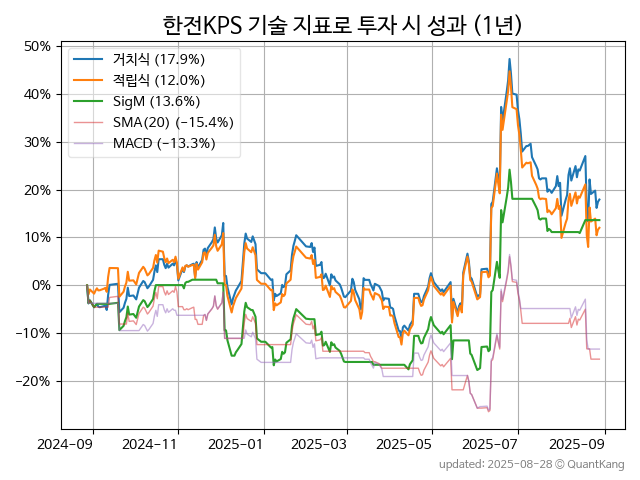 한전KPS 기술 지표로 투자 시 성과 (1년)
50%
40%
30%
20%
10%
0%
−10%
−20%
거치식 (17.9%)
적립식 (12.0%)
SigM (13.6%)
SMA(20) (−15.4%)
MACD (−13.3%)
2024-09 2024-11 2025-01 2025-03 2025-05 2025-07 2025-09
updated: 2025-08-28 © QuantKang